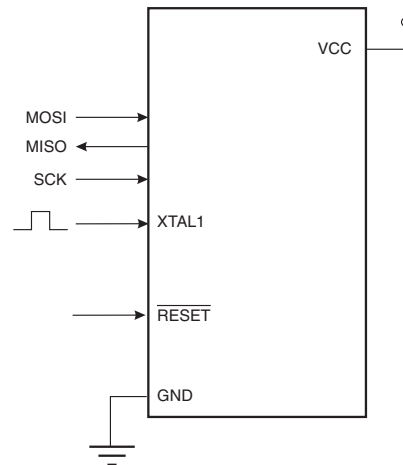 VCC
MOSI
MISO
SCK
XTAL1
RESET
GND